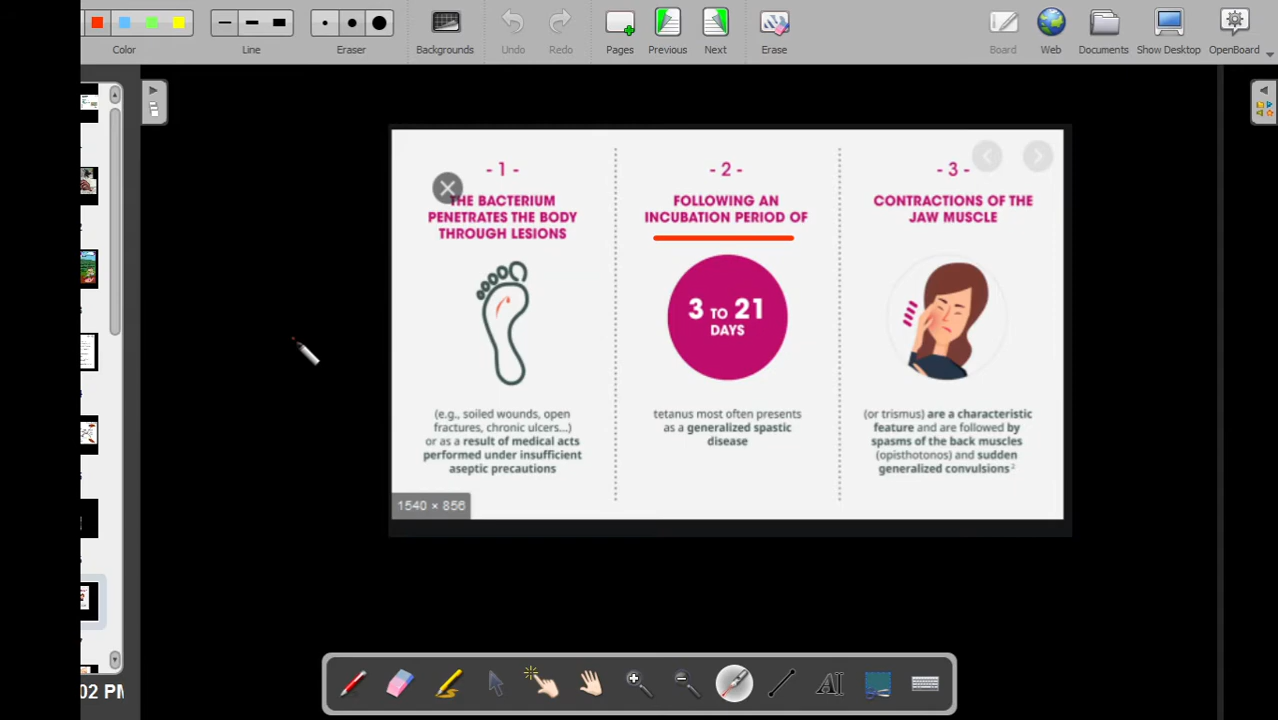 Color
Line
Eraser
Backgrounds
Undo
Redo
Pages
Previous
Next
Erase
Board
Web
Documents
Show Desktop
OpenBoard
- 1 -
THE BACTERIUM
PENETRATES THE BODY
THROUGH LESIONS
(e.g., soiled wounds, open
fractures, chronic ulcers...)
or as a result of medical acts
performed under insufficient
aseptic precautions
1540 × 856
- 2 -
FOLLOWING AN
INCUBATION PERIOD OF
3 TO 21
DAYS
tetanus most often presents
as a generalized spastic
disease
- 3 -
CONTRACTIONS OF THE
JAW MUSCLE
(or trismus) are a characteristic
feature and are followed by
spasms of the back muscles
(opisthotonos) and sudden
generalized convulsions 2
:02 PM
AI